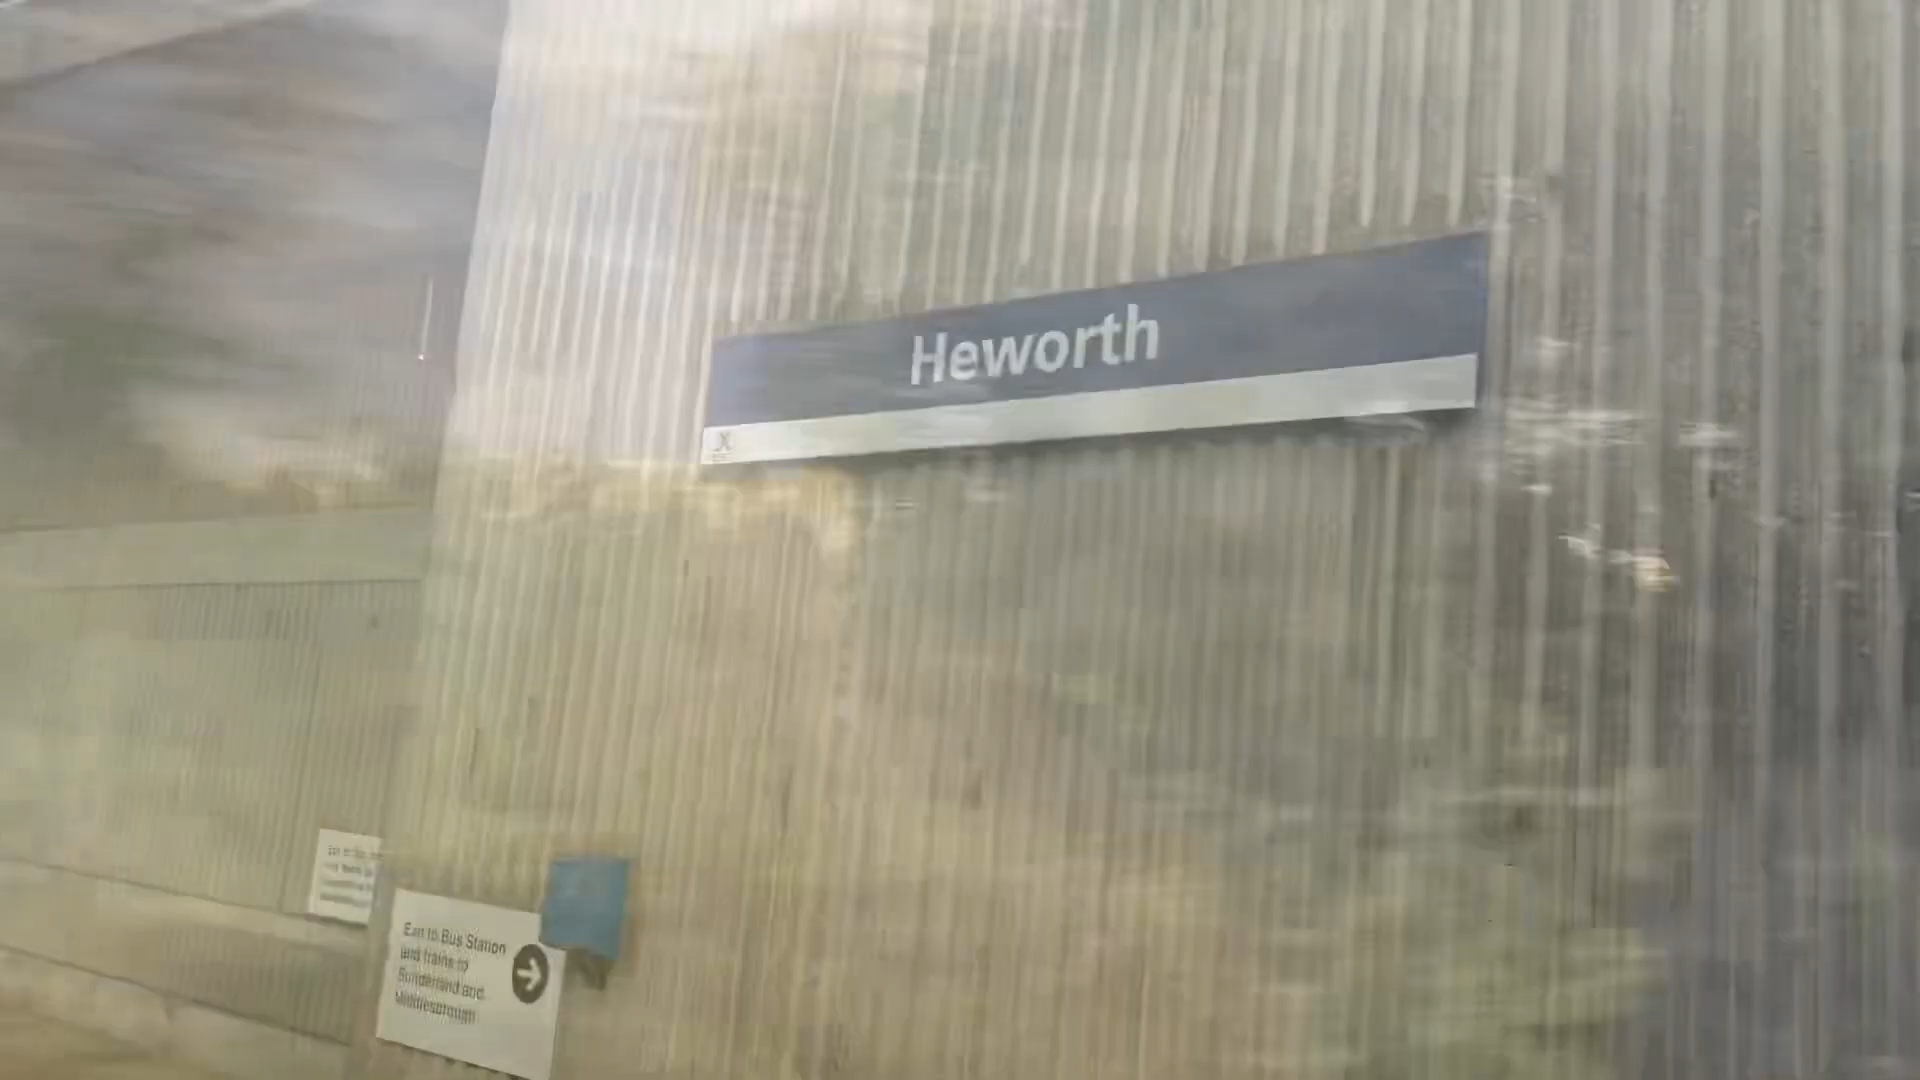 Heworth
Exit to Bus Station
and trains to
Sunderland and
Middlesbrough